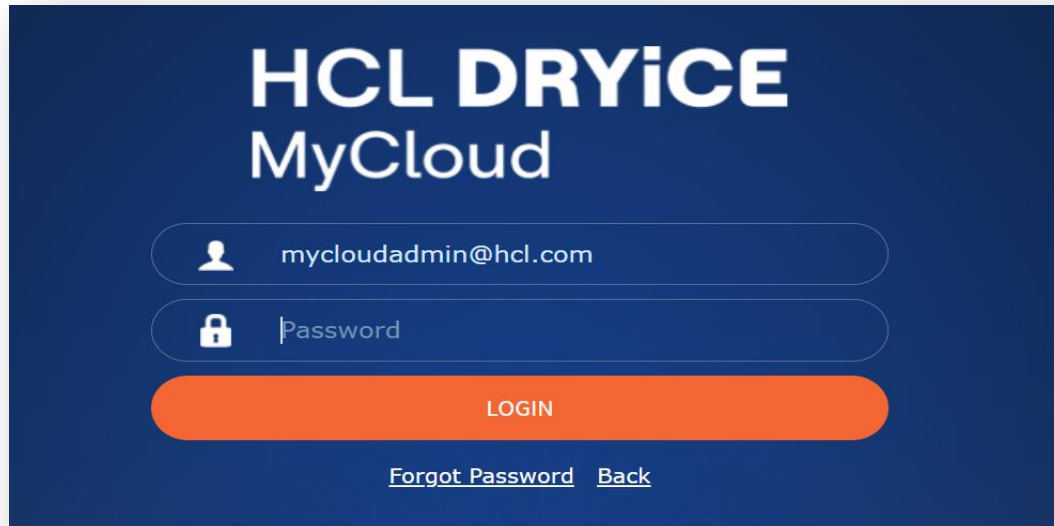 HCL DRYiCE
MyCloud
mycloudadmin@hcl.com
Password
LOGIN
Forgot Password Back